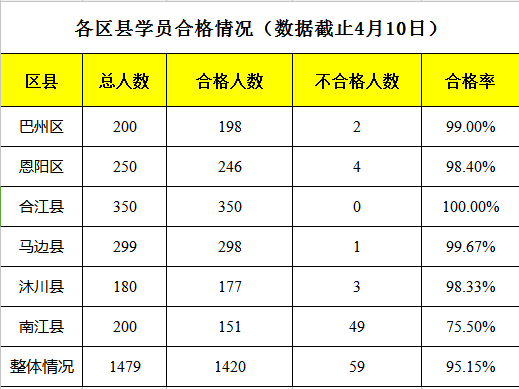 各区县学员合格情况（数据截止4月10日）
区县 总人数 合格人数 不合格人数 合格率
巴州区 200 198 2 99.00%
恩阳区 250 246 4 98.40%
合江县 350 350 0 100.00%
马边县 299 298 1 99.67%
沐川县 180 177 3 98.33%
南江县 200 151 49 75.50%
整体情况 1479 1420 59 95.15%